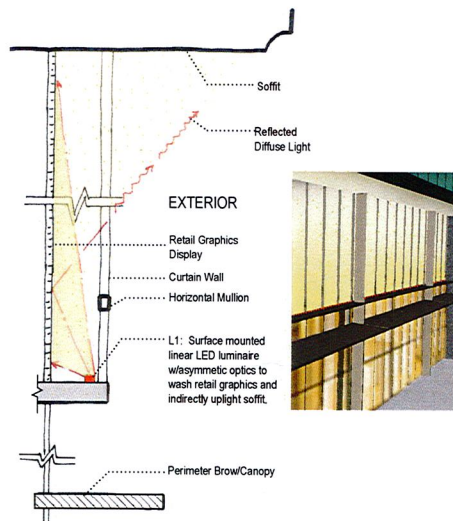 Soffit
Reflected
Diffuse Light
EXTERIOR
Retail Graphics
Display
Curtain Wall
Horizontal Mullion
L1: Surface mounted
linear LED luminaire
w/asymmetric optics to
wash retail graphics and
indirectly uplight soffit.
Perimeter Brow/Canopy